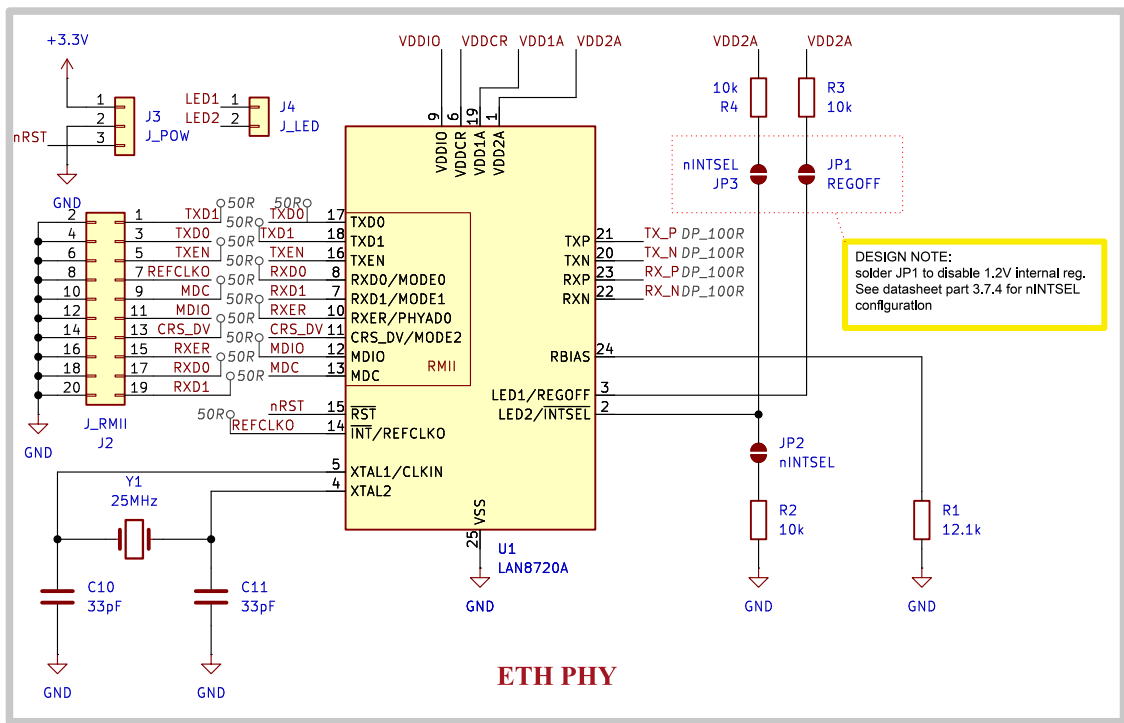 +3.3V
1
2
3
nRST
J3
J_POW
GND
LED1 1
LED2 2
J4
J_LED
VDDIO VDDCR VDD1A VDD2A
9 6 19 1
VDDIO VDDCR VDD1A VDD2A
VDD2A VDD2A
10k
R4
R3
10k
nINTSEL
JP3
JP1
REGOFF
DESIGN NOTE:
solder JP1 to disable 1.2V internal reg.
See datasheet part 3.7.4 for nINTSEL
configuration
2 1 TXD1 50R
4 3 TXD0
6 5 TXEN 50R
8 7 REFCLKO
10 9 MDC 50R
12 11 MDIO
14 13 CRS_DV 50R
16 15 RXER
18 17 RXD0 50R
20 19 RXD1
J_RMII
J2
GND
50R TXD0 17 TXD0
50R TXD1 18 TXD1
TXEN 16 TXEN
50R RXD0 8 RXD0/MODE0
RXD1 7 RXD1/MODE1
50R RXER 10 RXER/PHYAD0
CRS_DV 11 CRS_DV/MODE2
50R MDIO 12 MDIO
50R MDC 13 MDC
RMII
nRST 15 RST
50R REFCLKO 14 INT/REFCLKO
5 XTAL1/CLKIN
4 XTAL2
TXP 21 TX_P DP_100R
TXN 20 TX_N DP_100R
RXP 23 RX_P DP_100R
RXN 22 RX_N DP_100R
RBIAS 24
LED1/REGOFF 3
LED2/INTSEL 2
VSS
25
U1
LAN8720A
GND
Y1
25MHz
C10
33pF
C11
33pF
GND
GND
JP2
nINTSEL
R2
10k
GND
R1
12.1k
GND
ETH PHY